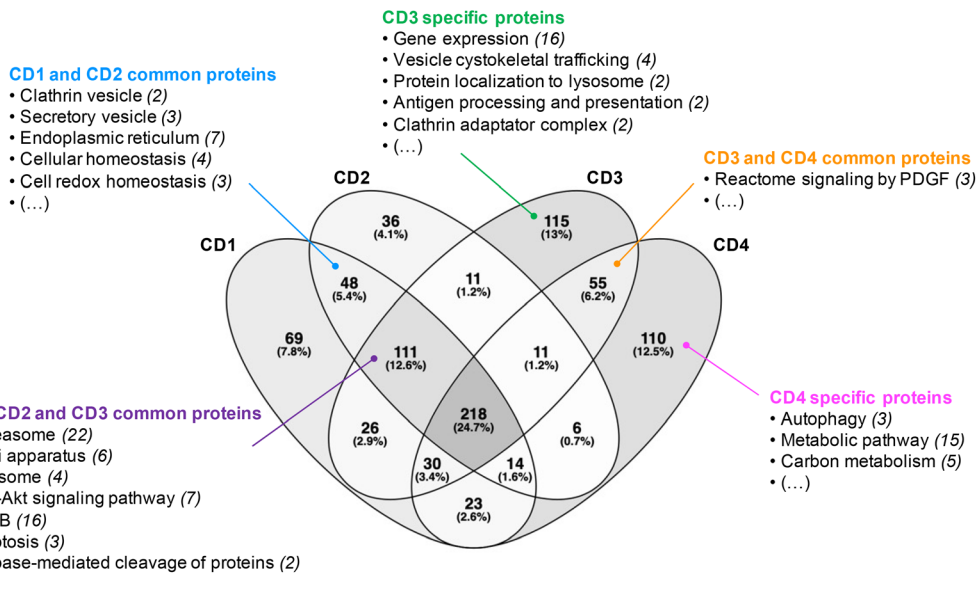 CD3 specific proteins
• Gene expression (16)
• Vesicle cystokeletal trafficking (4)
• Protein localization to lysosome (2)
• Antigen processing and presentation (2)
• Clathrin adaptator complex (2)
• (…)
CD1 and CD2 common proteins
• Clathrin vesicle (2)
• Secretory vesicle (3)
• Endoplasmic reticulum (7)
• Cellular homeostasis (4)
• Cell redox homeostasis (3)
• (…)
CD3 and CD4 common proteins
• Reactome signaling by PDGF (3)
• (…)
CD1
CD2
CD3
CD4
36
(4.1%)
115
(13%)
48
(5.4%)
11
(1.2%)
55
(6.2%)
69
(7.8%)
111
(12.6%)
11
(1.2%)
110
(12.5%)
218
(24.7%)
26
(2.9%)
6
(0.7%)
30
(3.4%)
14
(1.6%)
23
(2.6%)
CD2 and CD3 common proteins
easome (22)
i apparatus (6)
some (4)
-Akt signaling pathway (7)
B (16)
ptosis (3)
base-mediated cleavage of proteins (2)
CD4 specific proteins
• Autophagy (3)
• Metabolic pathway (15)
• Carbon metabolism (5)
• (…)